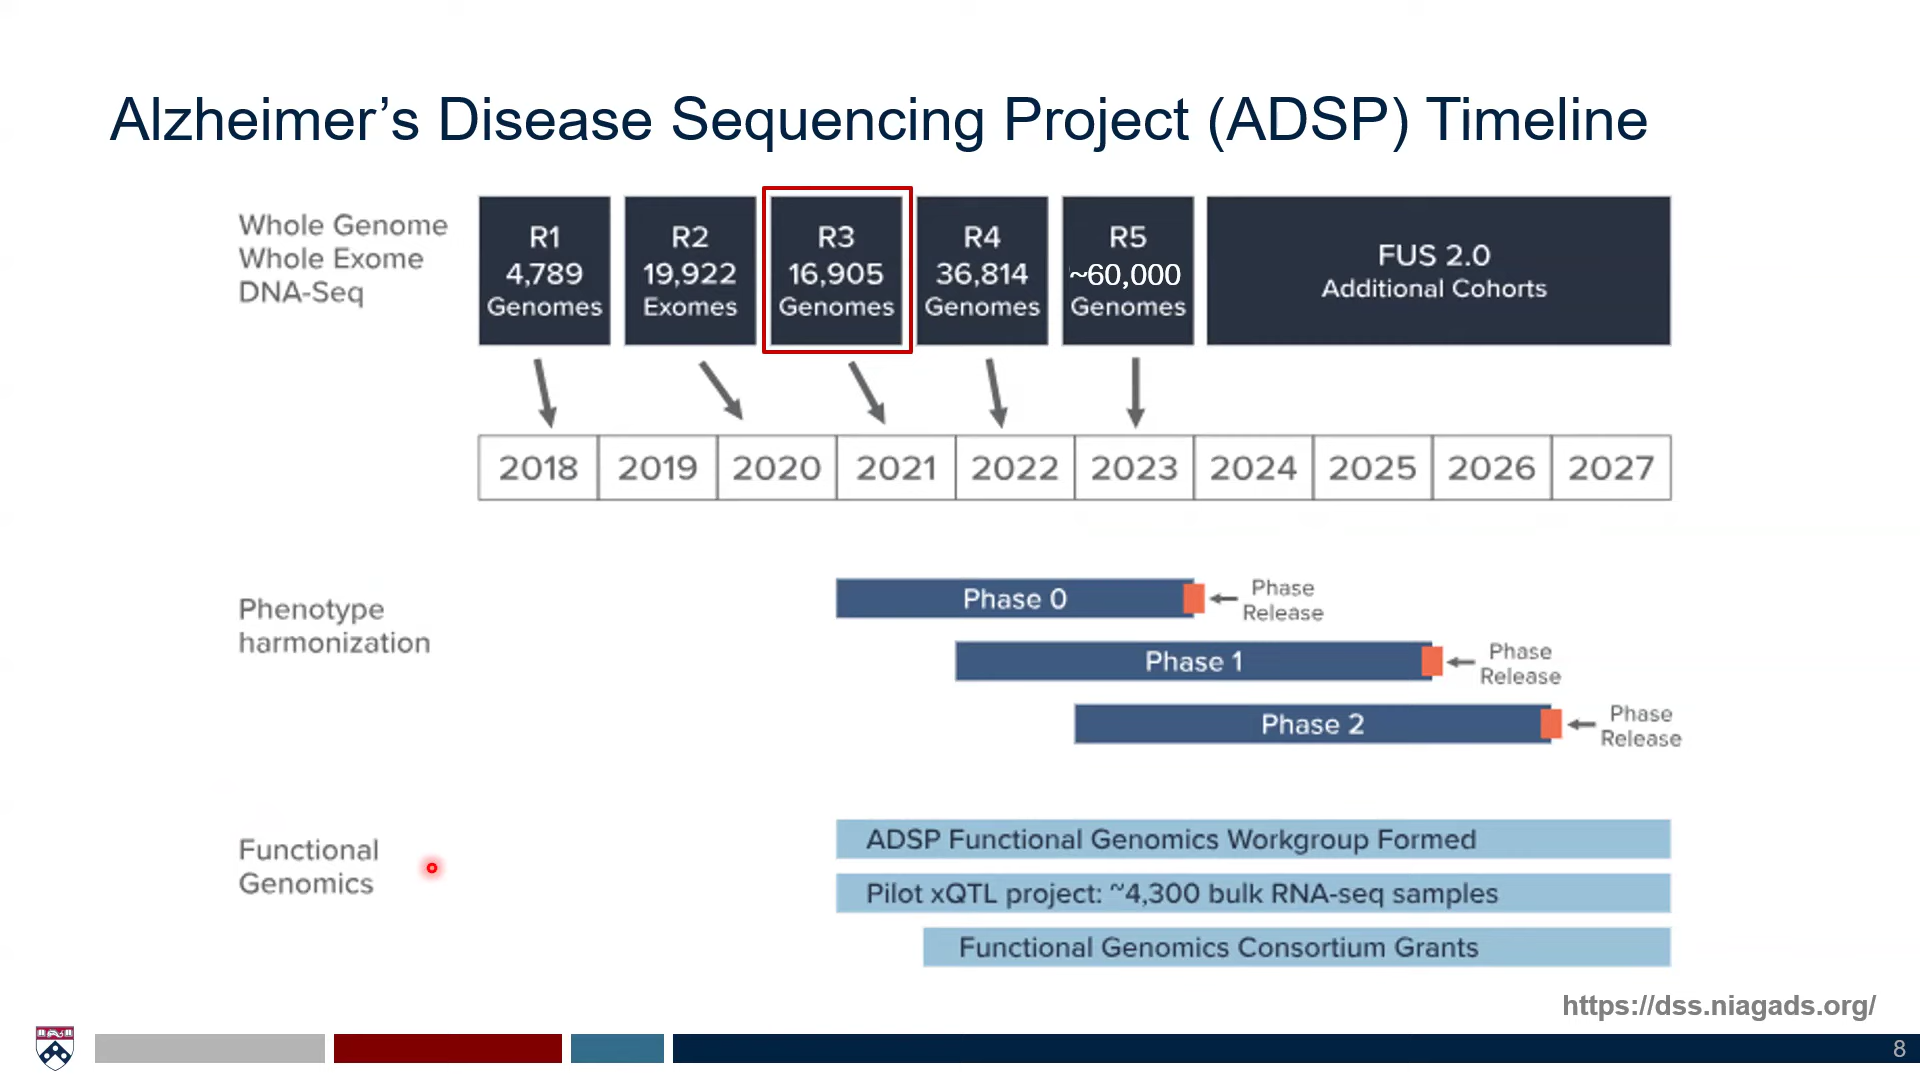 Alzheimer’s Disease Sequencing Project (ADSP) Timeline
Whole Genome
Whole Exome
DNA-Seq
R1
4,789
Genomes
R2
19,922
Exomes
R3
16,905
Genomes
R4
36,814
Genomes
R5
~60,000
Genomes
FUS 2.0
Additional Cohorts
2018
2019
2020
2021
2022
2023
2024
2025
2026
2027
Phenotype
harmonization
Phase 0
Phase
Release
Phase 1
Phase
Release
Phase 2
Phase
Release
Functional
Genomics
ADSP Functional Genomics Workgroup Formed
Pilot xQTL project: ~4,300 bulk RNA-seq samples
Functional Genomics Consortium Grants
https://dss.niagads.org/
8